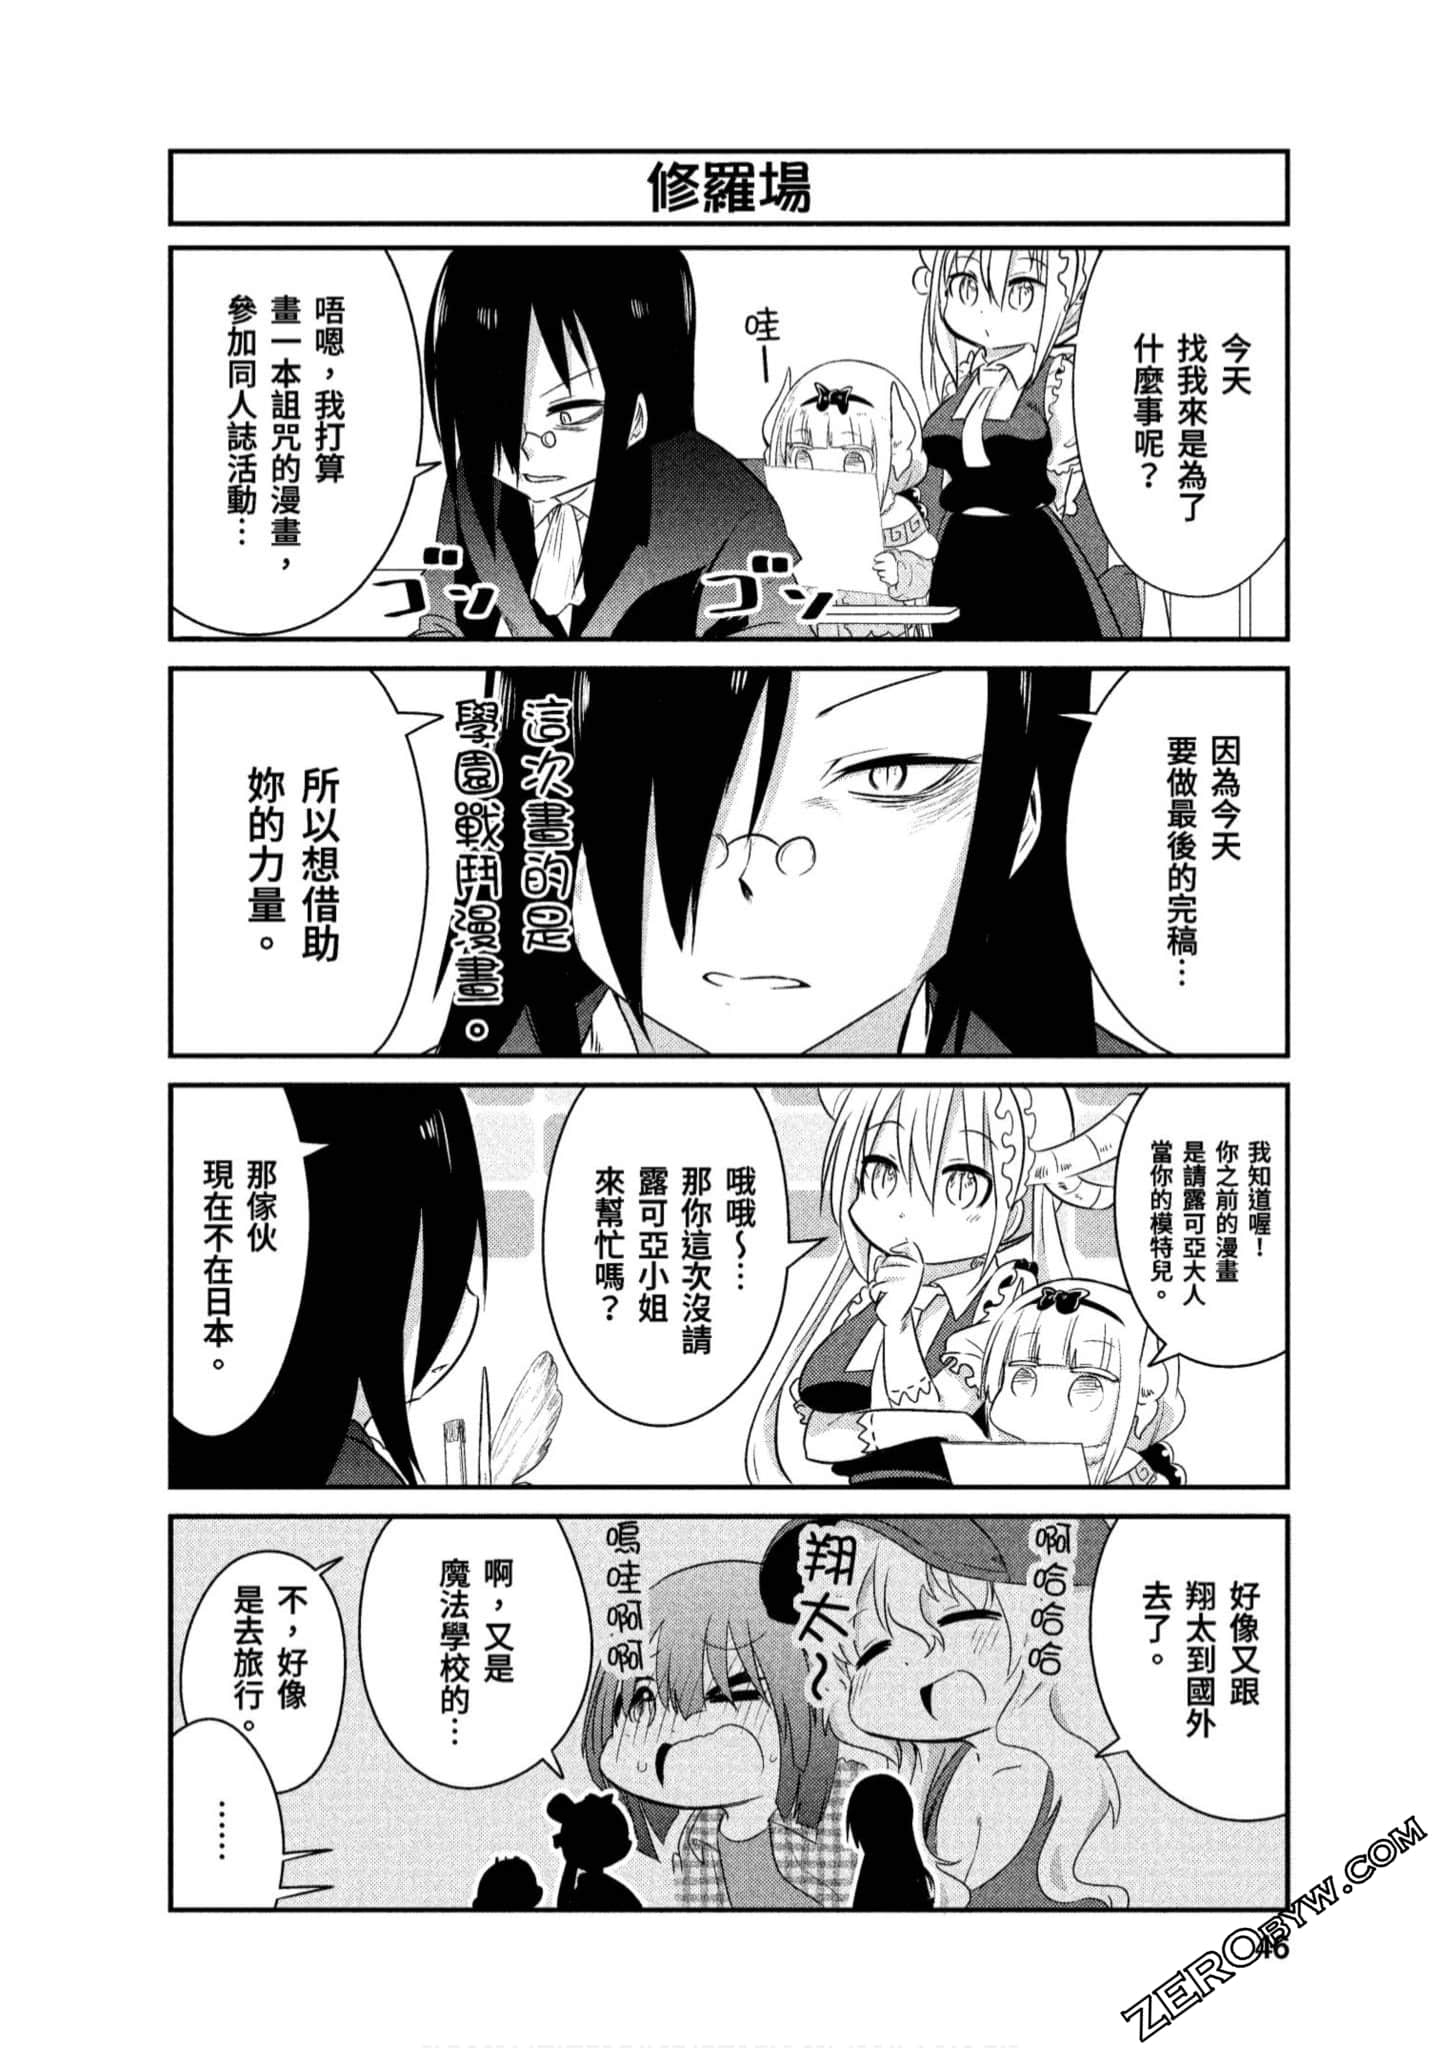 修羅場
今天
找我來是為了
什麼事呢？
哇—
唔嗯，我打算
畫一本詛咒的漫畫，
參加同人誌活動…
ゴッ
ゴッ
因為今天
要做最後的完稿…
這次畫的是
學園戰鬥漫畫。
所以想借助
妳的力量。
我知道喔！
你之前的漫畫
是請露可亞大人
當你的模特兒。
哦哦～…
那你這次沒請
露可亞小姐
來幫忙嗎？
那傢伙
現在不在日本。
好像又跟
翔太到國外
去了。
啊哈哈哈哈
翔太～
嗚哇啊啊
啊，又是
魔法學校的…
不，好像
是去旅行。
……
46
ZEROBYW.COM